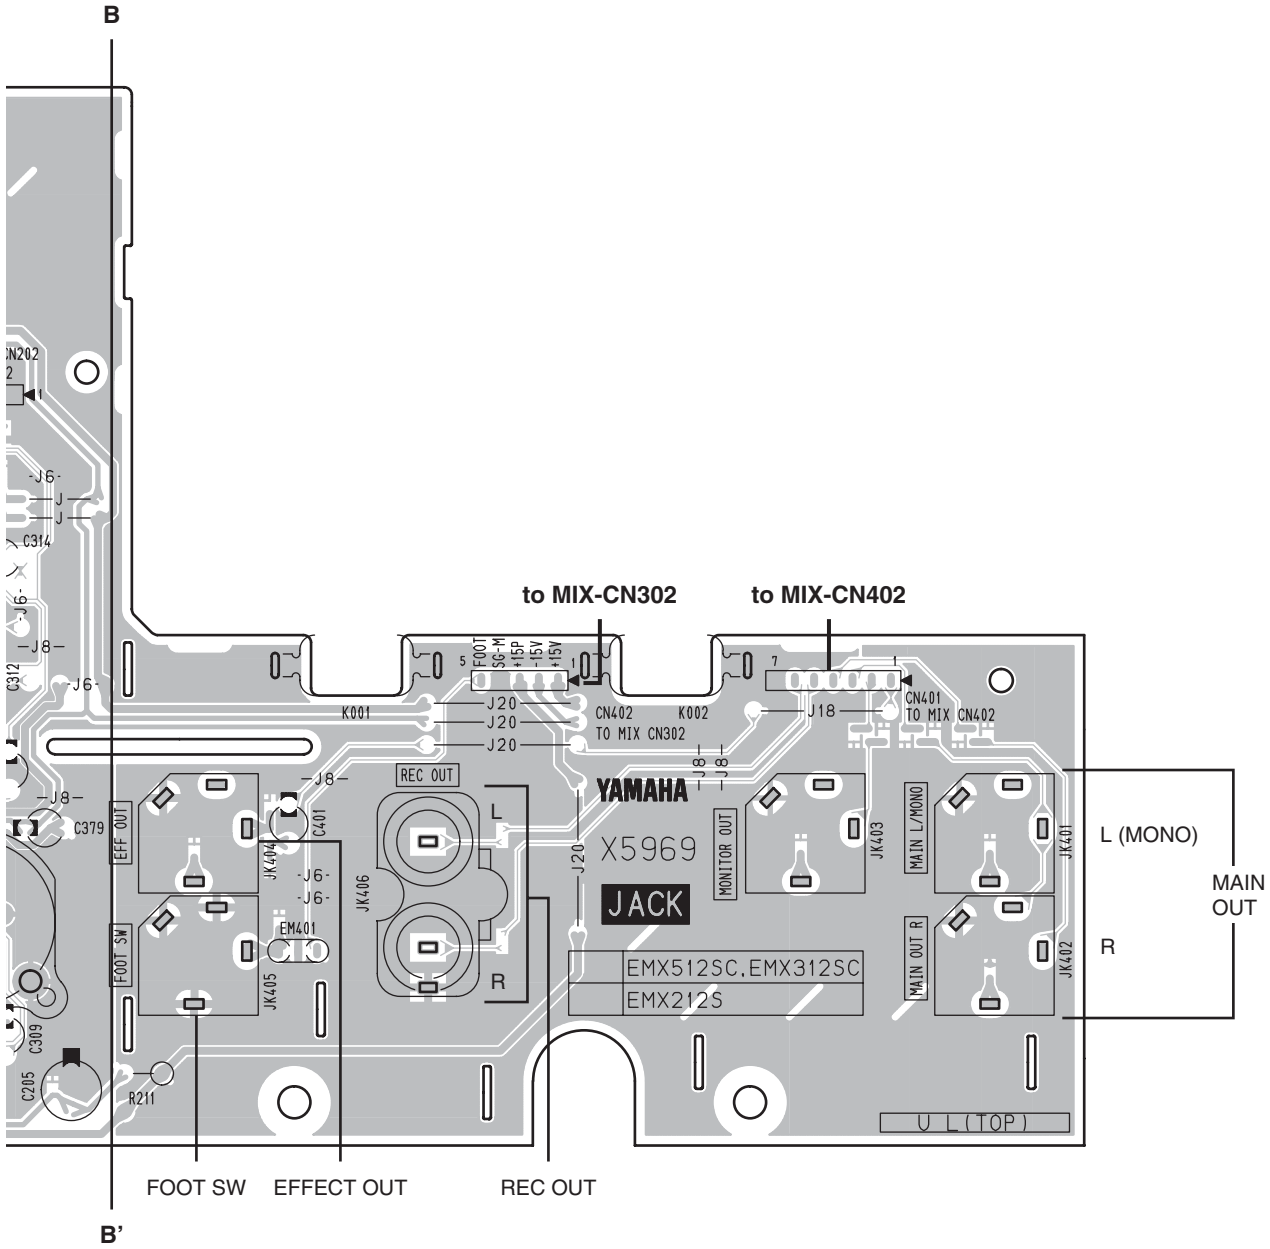 B
CN202
2
1
-J6-
J
J
C314
-J6-
J8
C312
-J6-
to MIX-CN302
to MIX-CN402
5
FOOT
SG-M
+15P
-15V
+15V
1
7
1
K001
J20
J20
J20
CN402
TO MIX CN302
K002
J18
CN401
TO MIX CN402
J8
J8
J8
REC OUT
J8
C379
EFF OUT
C401
JK404
-J6-
-J6-
JK406
L
J20
YAMAHA
X5969
JACK
MONITOR OUT
JK403
MAIN L/MONO
JK401
L (MONO)
MAIN
OUT
FOOT SW
EM401
JK405
R
EMX512SC,EMX312SC
EMX212S
MAIN OUT R
JK402
R
C309
C205
R211
U L(TOP)
FOOT SW
EFFECT OUT
REC OUT
B’